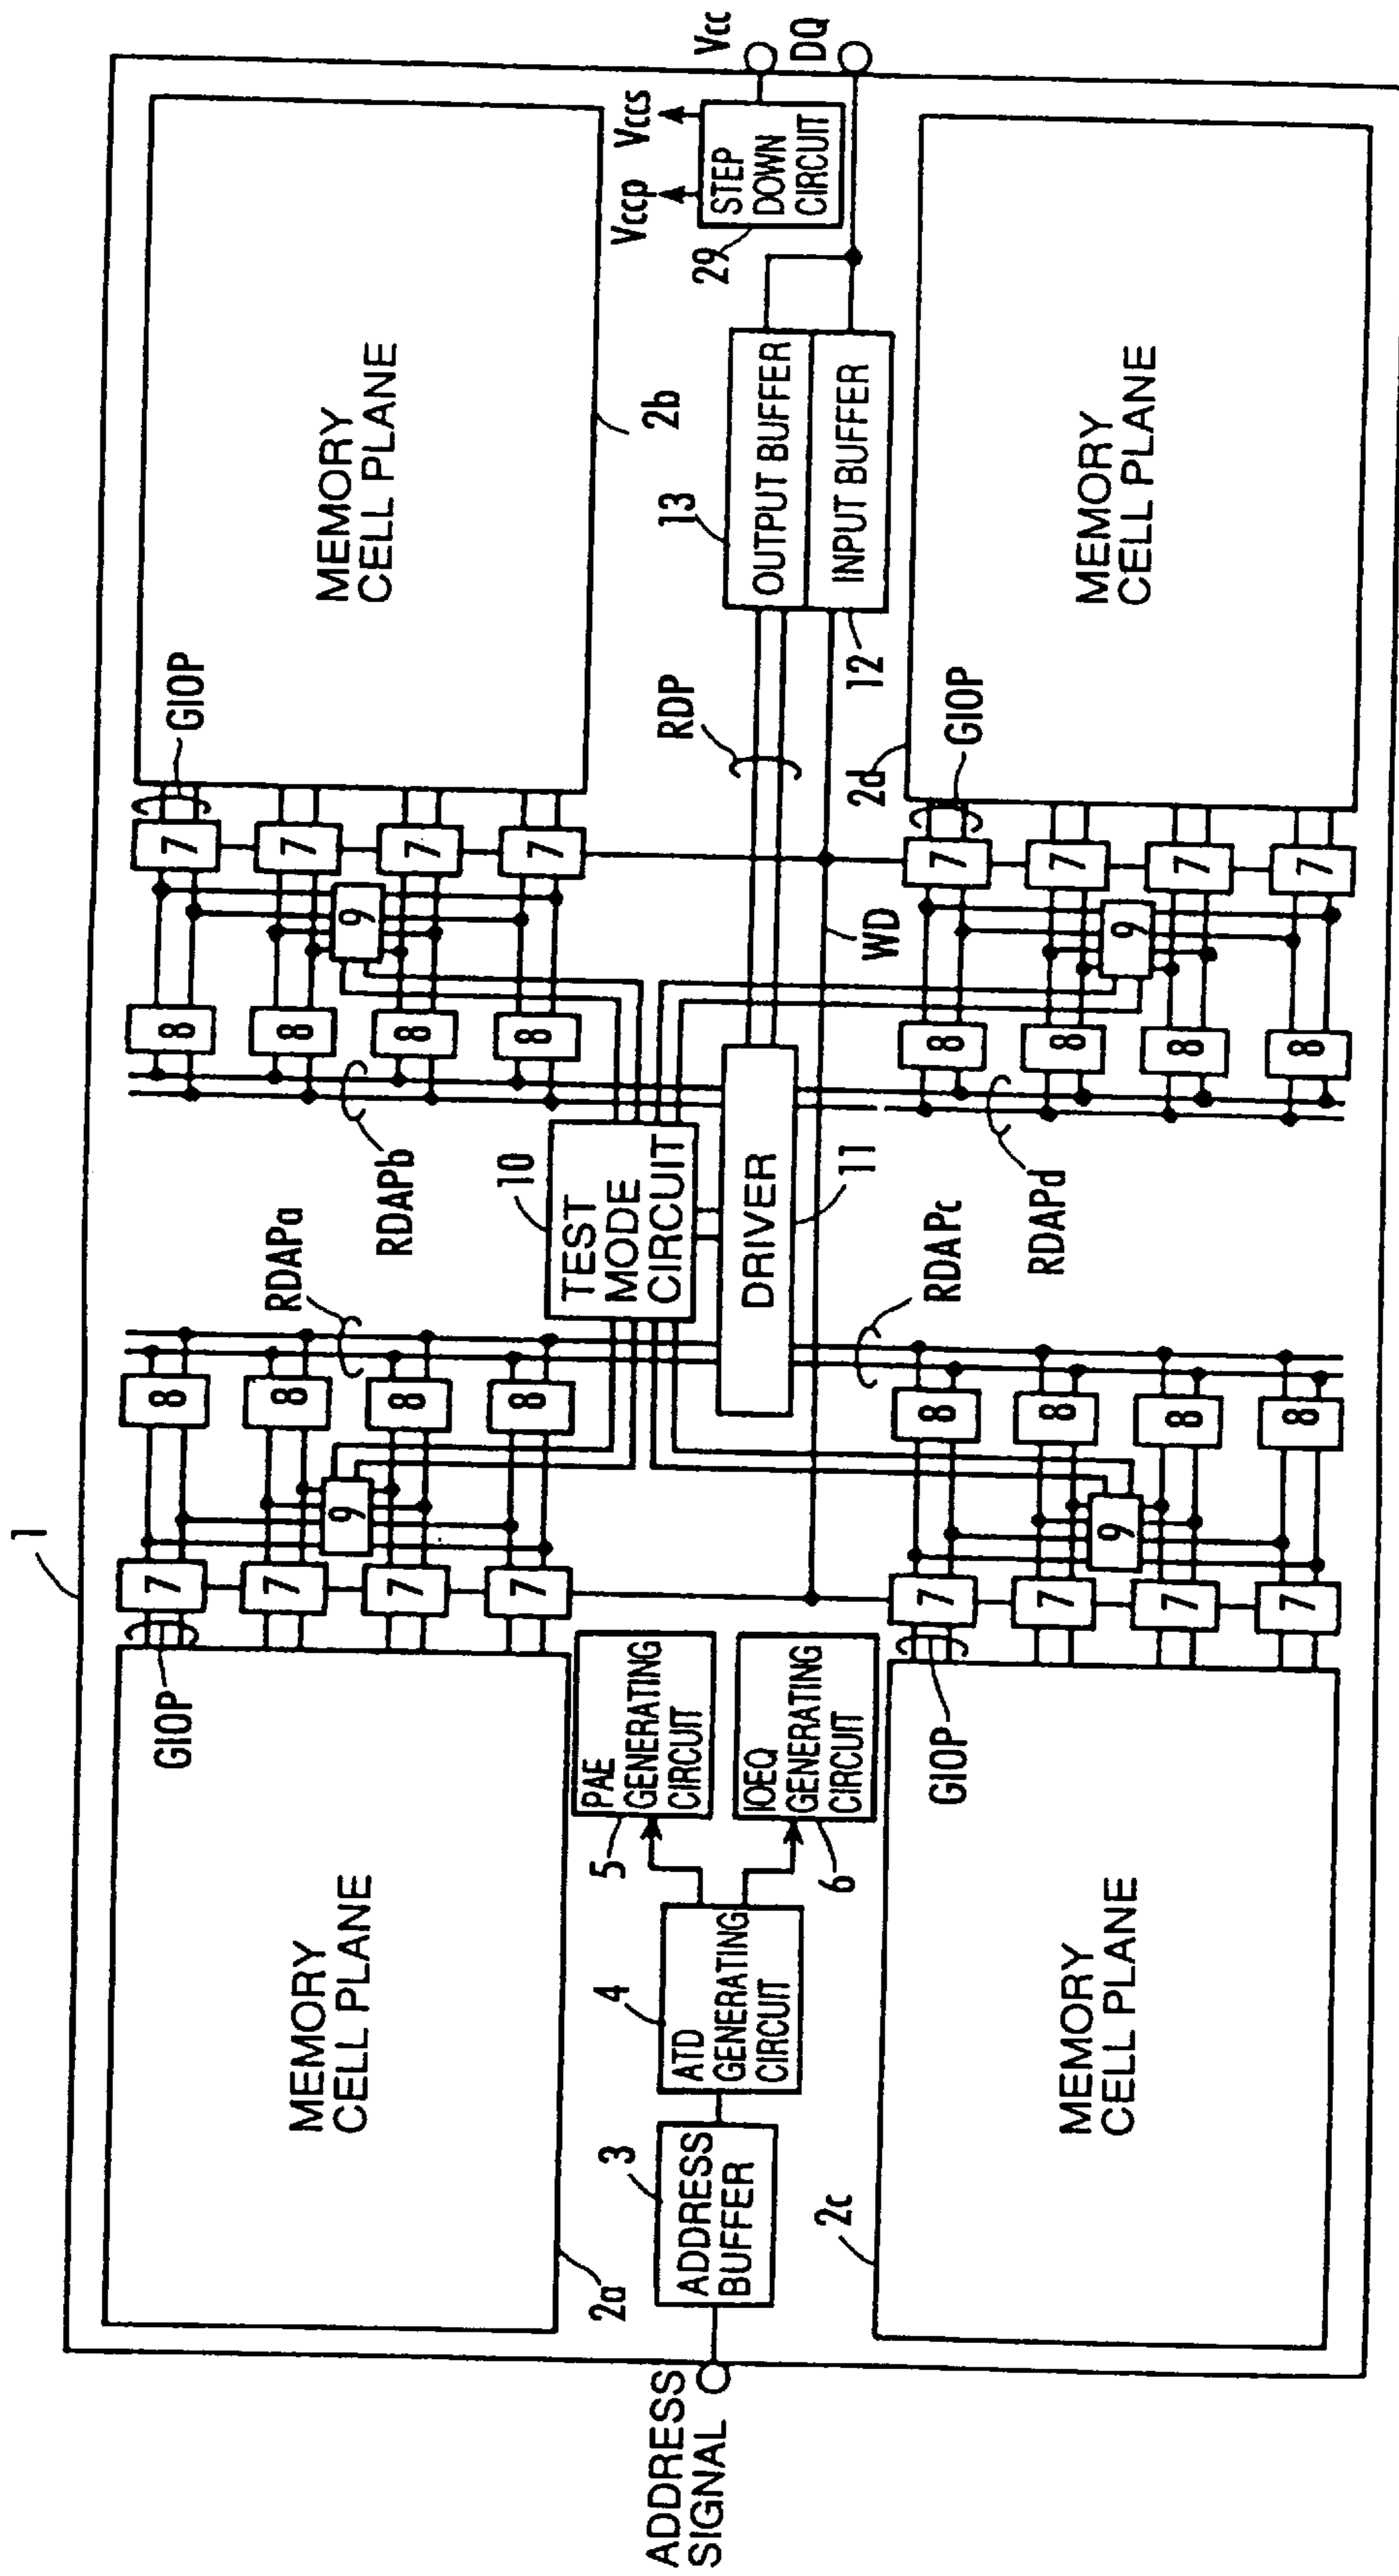 1
MEMORY
CELL PLANE
2a
GIOP
7
7
7
7
9
8
8
8
8
RDAPa
RDAPb
8
8
8
8
9
7
7
7
7
GIOP
MEMORY
CELL PLANE
2b
ADDRESS
SIGNAL
3
ADDRESS
BUFFER
4
ATD
GENERATING
CIRCUIT
5
PAE
GENERATING
CIRCUIT
6
IOEQ
GENERATING
CIRCUIT
10
TEST
MODE
CIRCUIT
DRIVER
11
WD
RDP
13
OUTPUT BUFFER
INPUT BUFFER
12
29
STEP
DOWN
CIRCUIT
Vccp
Vccs
Vcc
DQ
2c
MEMORY
CELL PLANE
GIOP
7
7
7
7
9
8
8
8
8
RDAPc
RDAPd
8
8
8
8
9
7
7
7
7
GIOP
2d
MEMORY
CELL PLANE